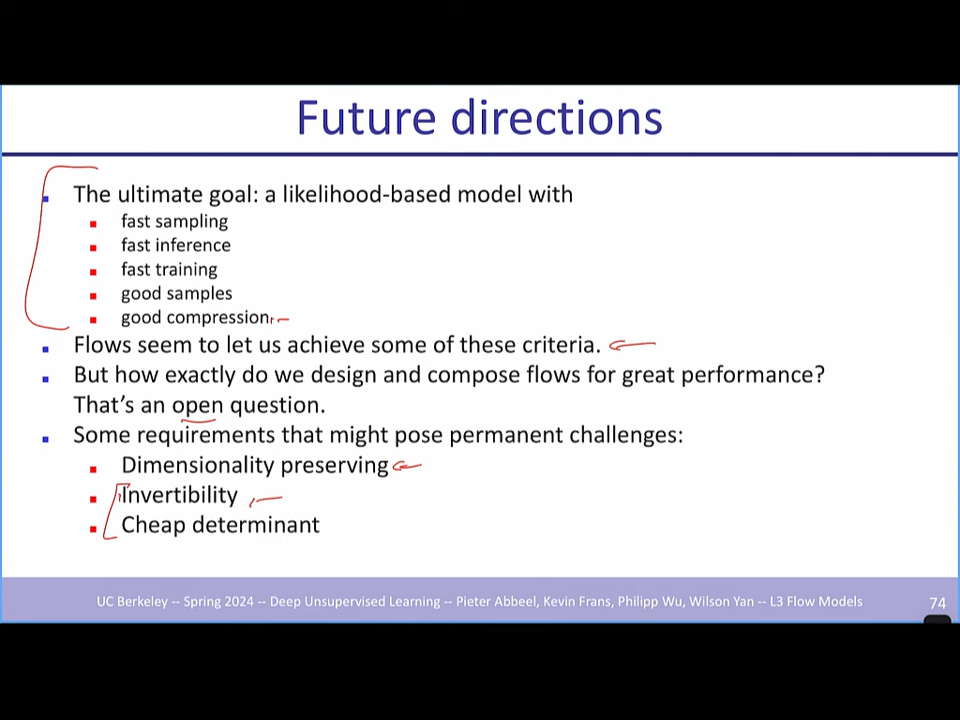 Future directions
The ultimate goal: a likelihood-based model with
fast sampling
fast inference
fast training
good samples
good compression
Flows seem to let us achieve some of these criteria.
But how exactly do we design and compose flows for great performance?
That's an open question.
Some requirements that might pose permanent challenges:
Dimensionality preserving
Invertibility
Cheap determinant
UC Berkeley -- Spring 2024 -- Deep Unsupervised Learning -- Pieter Abbeel, Kevin Frans, Philipp Wu, Wilson Yan -- L3 Flow Models
74